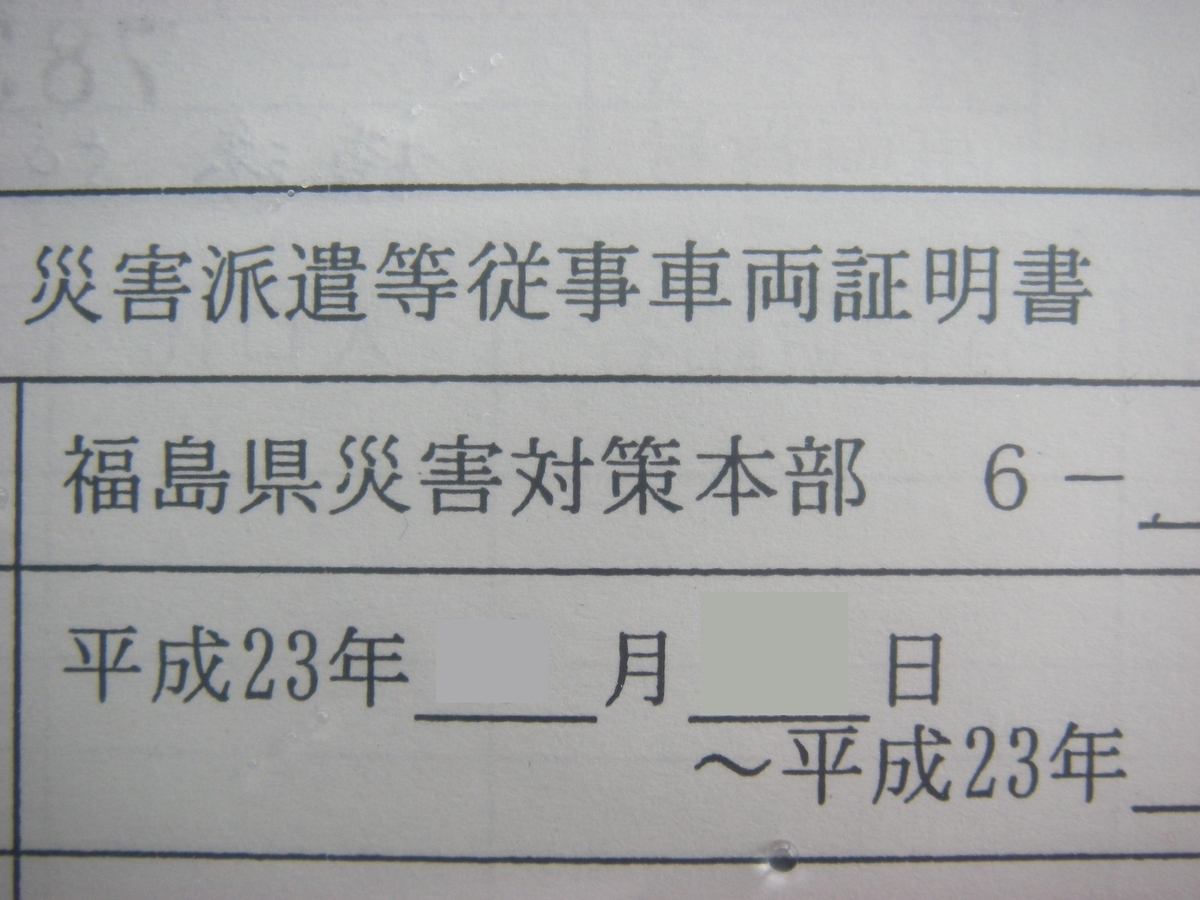 災害派遣等従事車両証明書
福島県災害対策本部 6－
平成23年 月 日
～平成23年